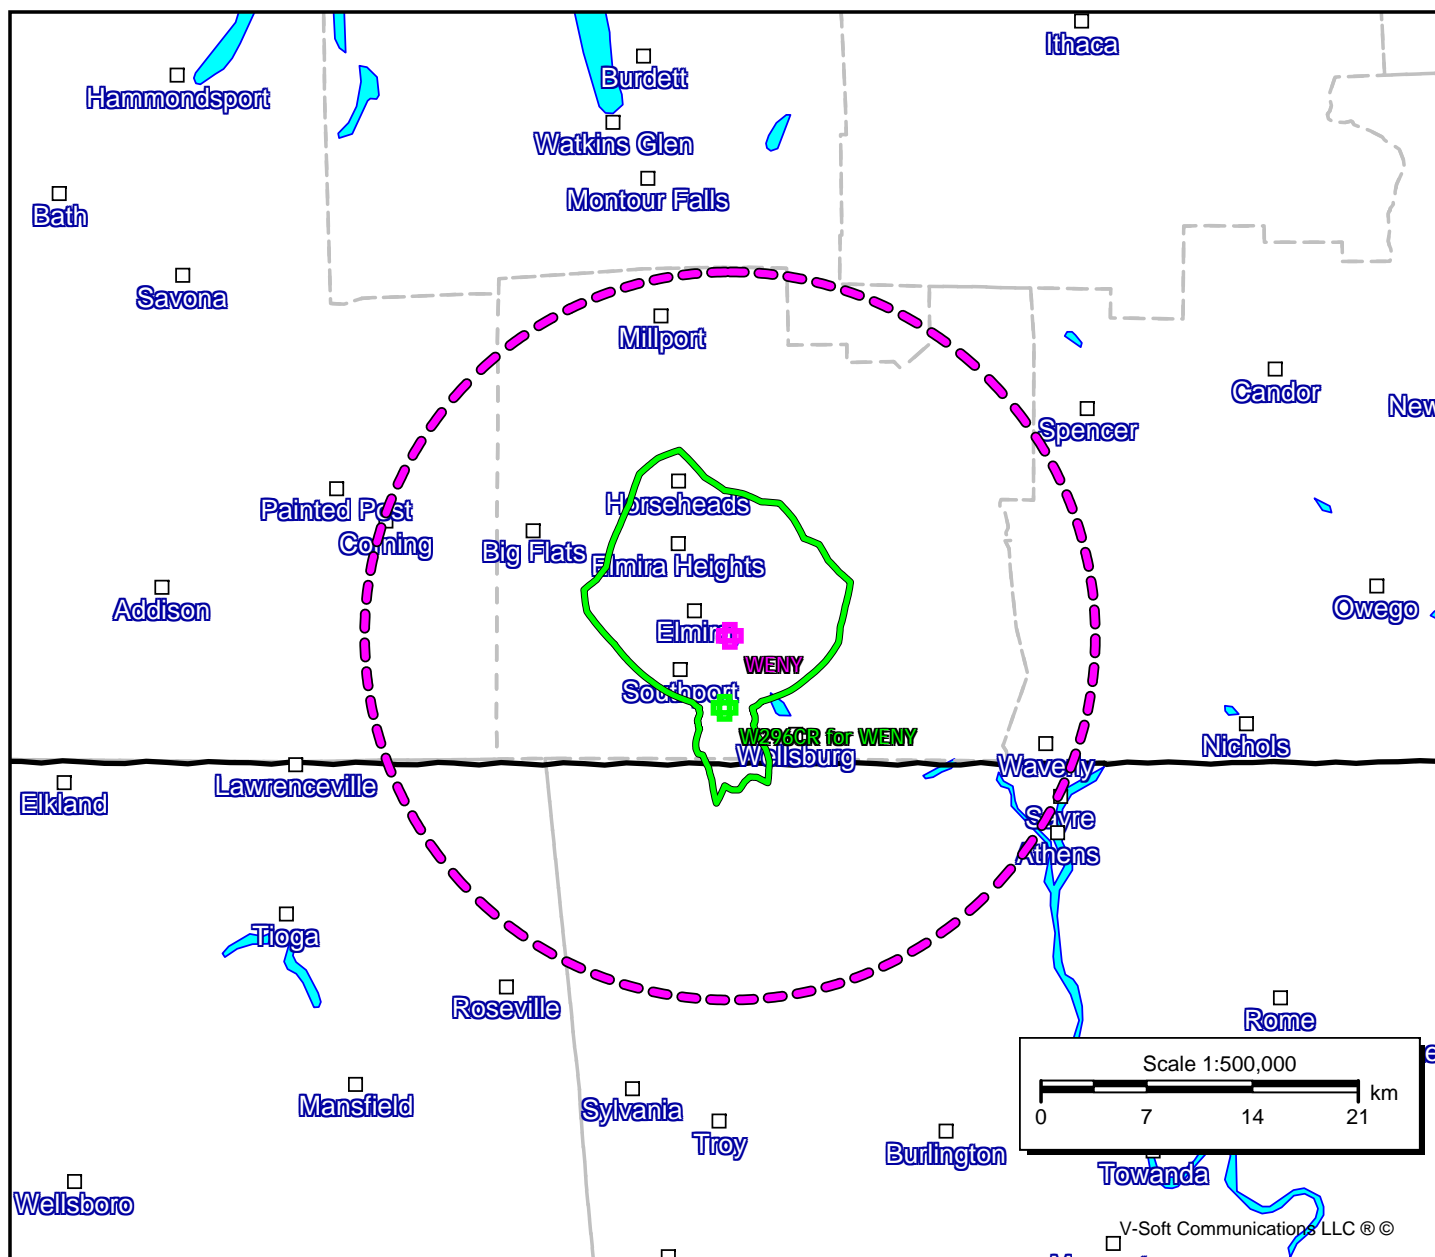 Ithaca
Burdett
Hammondsport
Watkins Glen
Montour Falls
Bath
Savona
Millport
Candor
New
Spencer
Horseheads
Painted Post
Corning
Big Flats
Elmira Heights
Addison
Owego
Elmira
WENY
Southport
W296CR for WENY
Wellsburg
Nichols
Waverly
Lawrenceville
Elkland
Sayre
Athens
Tioga
Roseville
Rome
Scale 1:500,000
km
0 7 14 21
Mansfield
Sylvania
Troy
Burlington
Towanda
Wellsboro
V-Soft Communications LLC ® ©